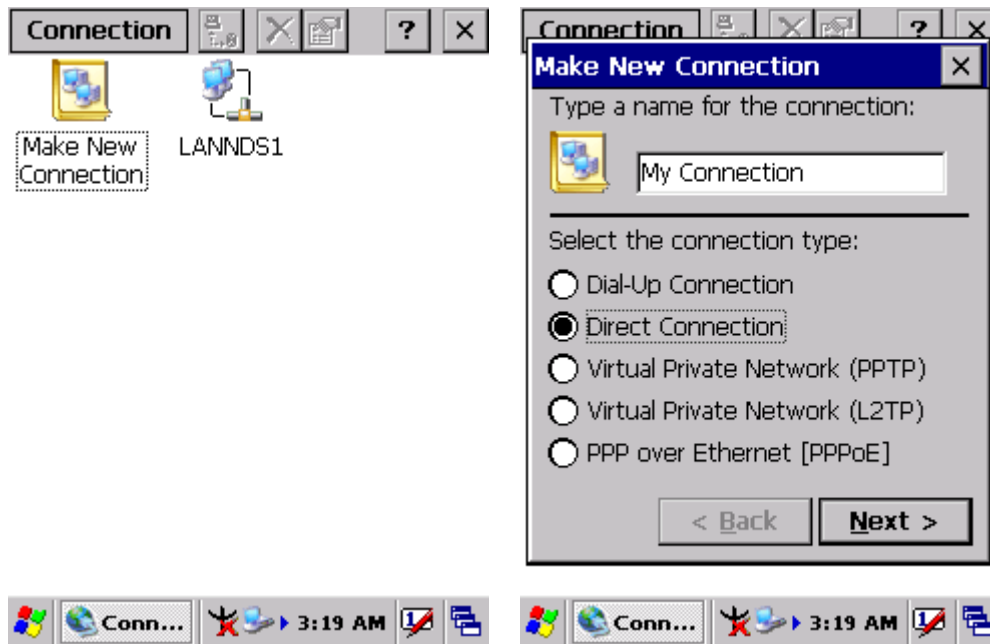 Connection ? ×
Make New
Connection
LANNDS1
Conn... 3:19 AM
Connection ? ×
Make New Connection ×
Type a name for the connection:
My Connection
Select the connection type:
Dial-Up Connection
Direct Connection
Virtual Private Network (PPTP)
Virtual Private Network (L2TP)
PPP over Ethernet [PPPoE]
< Back Next >
Conn... 3:19 AM